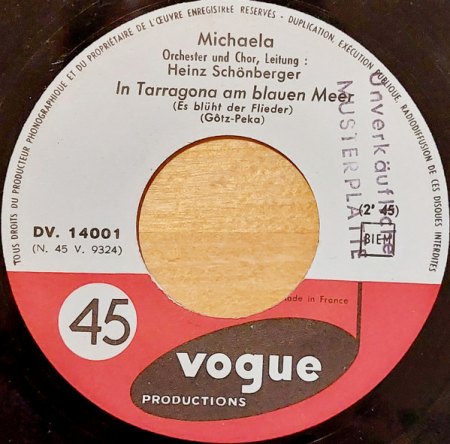 TOUS DROITS DU PRODUCTEUR PHONOGRAPHIQUE ET DU PROPRIÉTAIRE DE L'ŒUVRE ENREGISTRÉE RÉSERVÉS - DUPLICATION, EXÉCUTION PUBLIQUE, RADIODIFFUSION DE CES DISQUES INTERDITES
Michaela
Orchester und Chor, Leitung :
Heinz Schönberger
In Tarragona am blauen Meer
(Es blüht der Flieder)
(Götz-Peka)
Unverkäufliche
MUSTERPLATTE
DV. 14001
(N. 45 V. 9324)
(2' 45)
BIEM
Made in France
45
vogue
PRODUCTIONS